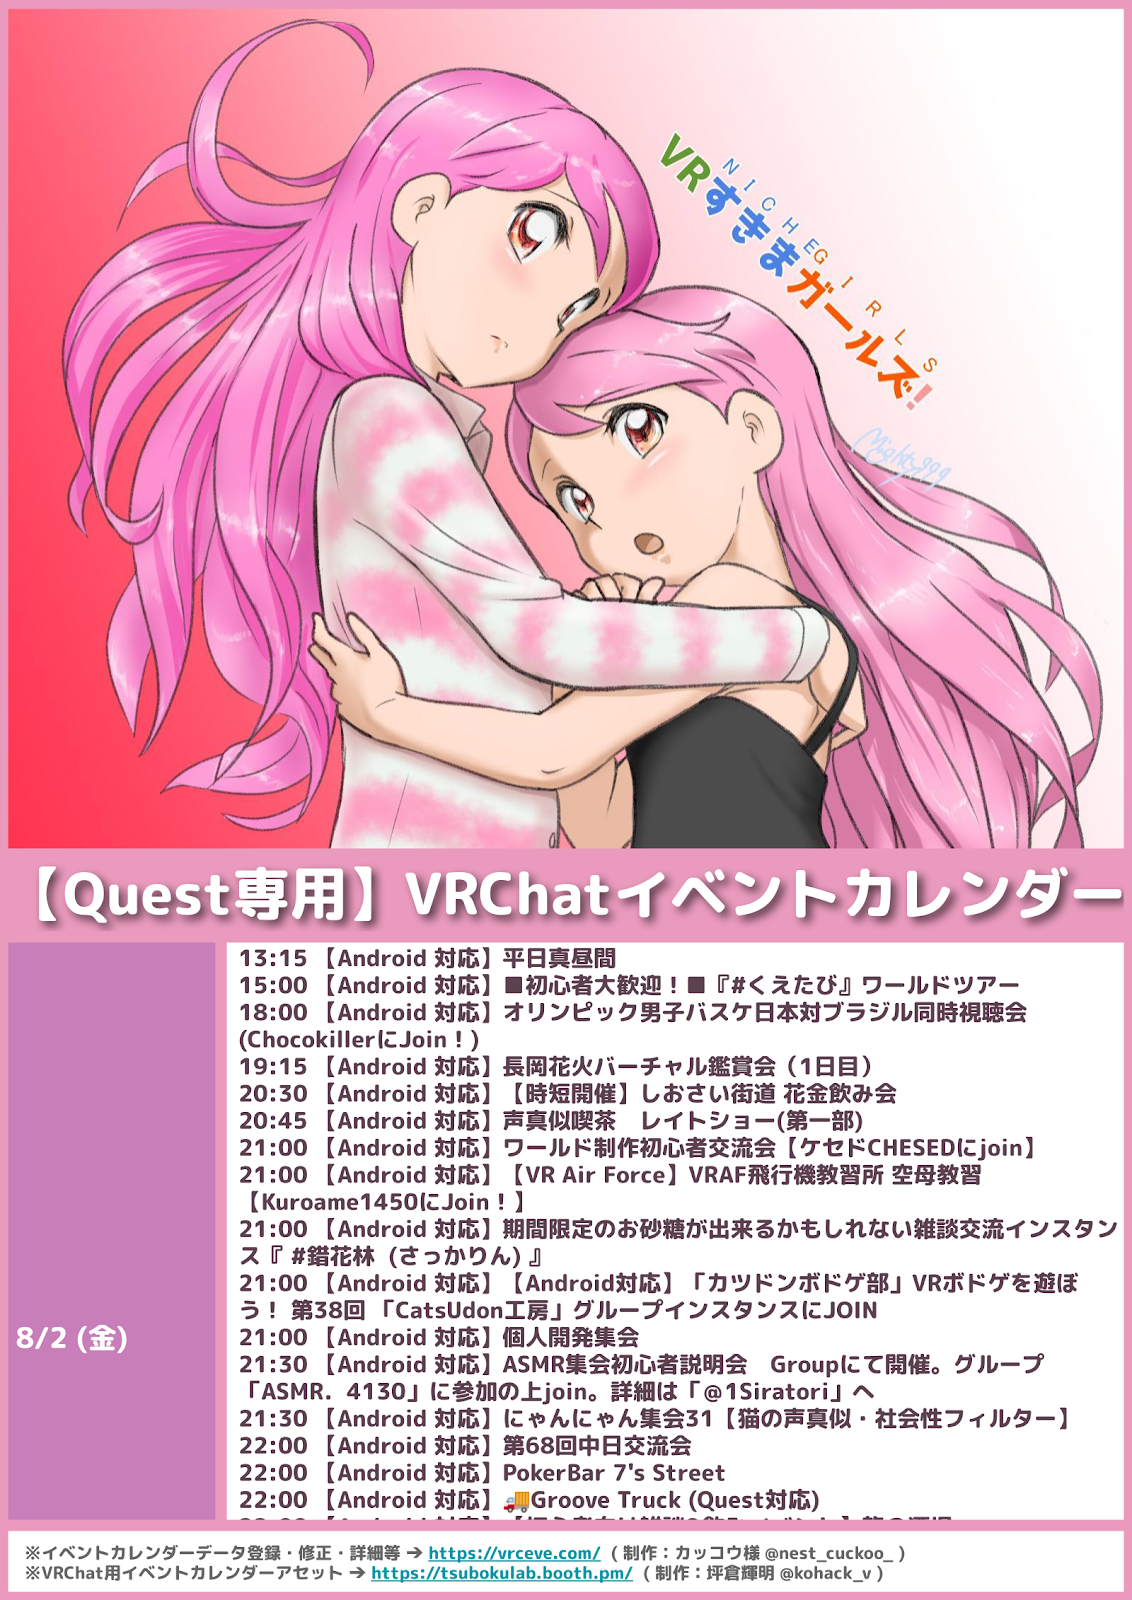 NICHE GIRLS
VRすきまガールズ!
Mighty999
【Quest専用】VRChatイベントカレンダー
8/2 (金)
13:15 【Android 対応】平日真昼間
15:00 【Android 対応】■初心者大歓迎！■『#くえたび』ワールドツアー
18:00 【Android 対応】オリンピック男子バスケ日本対ブラジル同時視聴会
(ChocokillerにJoin！)
19:15 【Android 対応】長岡花火バーチャル鑑賞会（1日目）
20:30 【Android 対応】【時短開催】しおさい街道 花金飲み会
20:45 【Android 対応】声真似喫茶　レイトショー(第一部)
21:00 【Android 対応】ワールド制作初心者交流会【ケセドCHESEDにjoin】
21:00 【Android 対応】【VR Air Force】VRAF飛行機教習所 空母教習
【Kuroame1450にJoin！】
21:00 【Android 対応】期間限定のお砂糖が出来るかもしれない雑談交流インスタン
ス『 #錯花林（さっかりん) 』
21:00 【Android 対応】【Android対応】「カツドンボドゲ部」VRボドゲを遊ぼ
う！ 第38回 「CatsUdon工房」グループインスタンスにJOIN
21:00 【Android 対応】個人開発集会
21:30 【Android 対応】ASMR集会初心者説明会　Groupにて開催。グループ
「ASMR．4130」に参加の上join。詳細は「@1Siratori」へ
21:30 【Android 対応】にゃんにゃん集会31【猫の声真似・社会性フィルター】
22:00 【Android 対応】第68回中日交流会
22:00 【Android 対応】PokerBar 7's Street
22:00 【Android 対応】🚚Groove Truck (Quest対応)
※イベントカレンダーデータ登録・修正・詳細等 → https://vrceve.com/ （ 制作：カッコウ様 @nest_cuckoo_ ）
※VRChat用イベントカレンダーアセット → https://tsubokulab.booth.pm/ （ 制作：坪倉輝明 @kohack_v ）